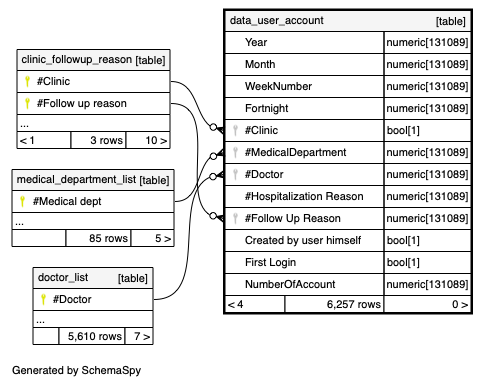 data_user_account [table]
Year numeric[131089]
Month numeric[131089]
WeekNumber numeric[131089]
Fortnight numeric[131089]
#Clinic bool[1]
#MedicalDepartment numeric[131089]
#Doctor numeric[131089]
#Hospitalization Reason numeric[131089]
#Follow Up Reason numeric[131089]
Created by user himself bool[1]
First Login bool[1]
NumberOfAccount numeric[131089]
< 4 6,257 rows 0 >
clinic_followup_reason [table]
#Clinic
#Follow up reason
...
< 1 3 rows 10 >
medical_department_list [table]
#Medical dept
...
85 rows 5 >
doctor_list [table]
#Doctor
...
5,610 rows 7 >
Generated by SchemaSpy